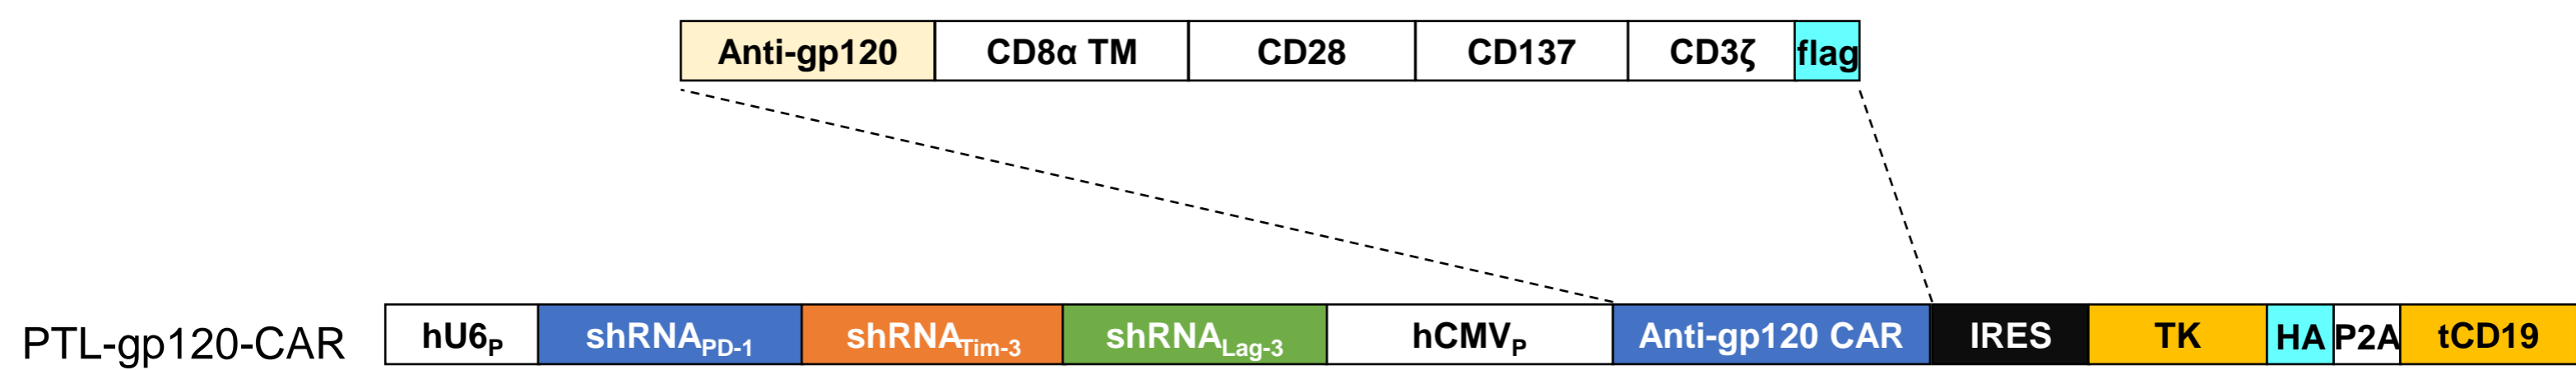 Anti-gp120 CD8α TM CD28 CD137 CD3ζ flag
PTL-gp120-CAR hU6P shRNAPD-1 shRNATim-3 shRNALag-3 hCMVP Anti-gp120 CAR IRES TK HA P2A tCD19